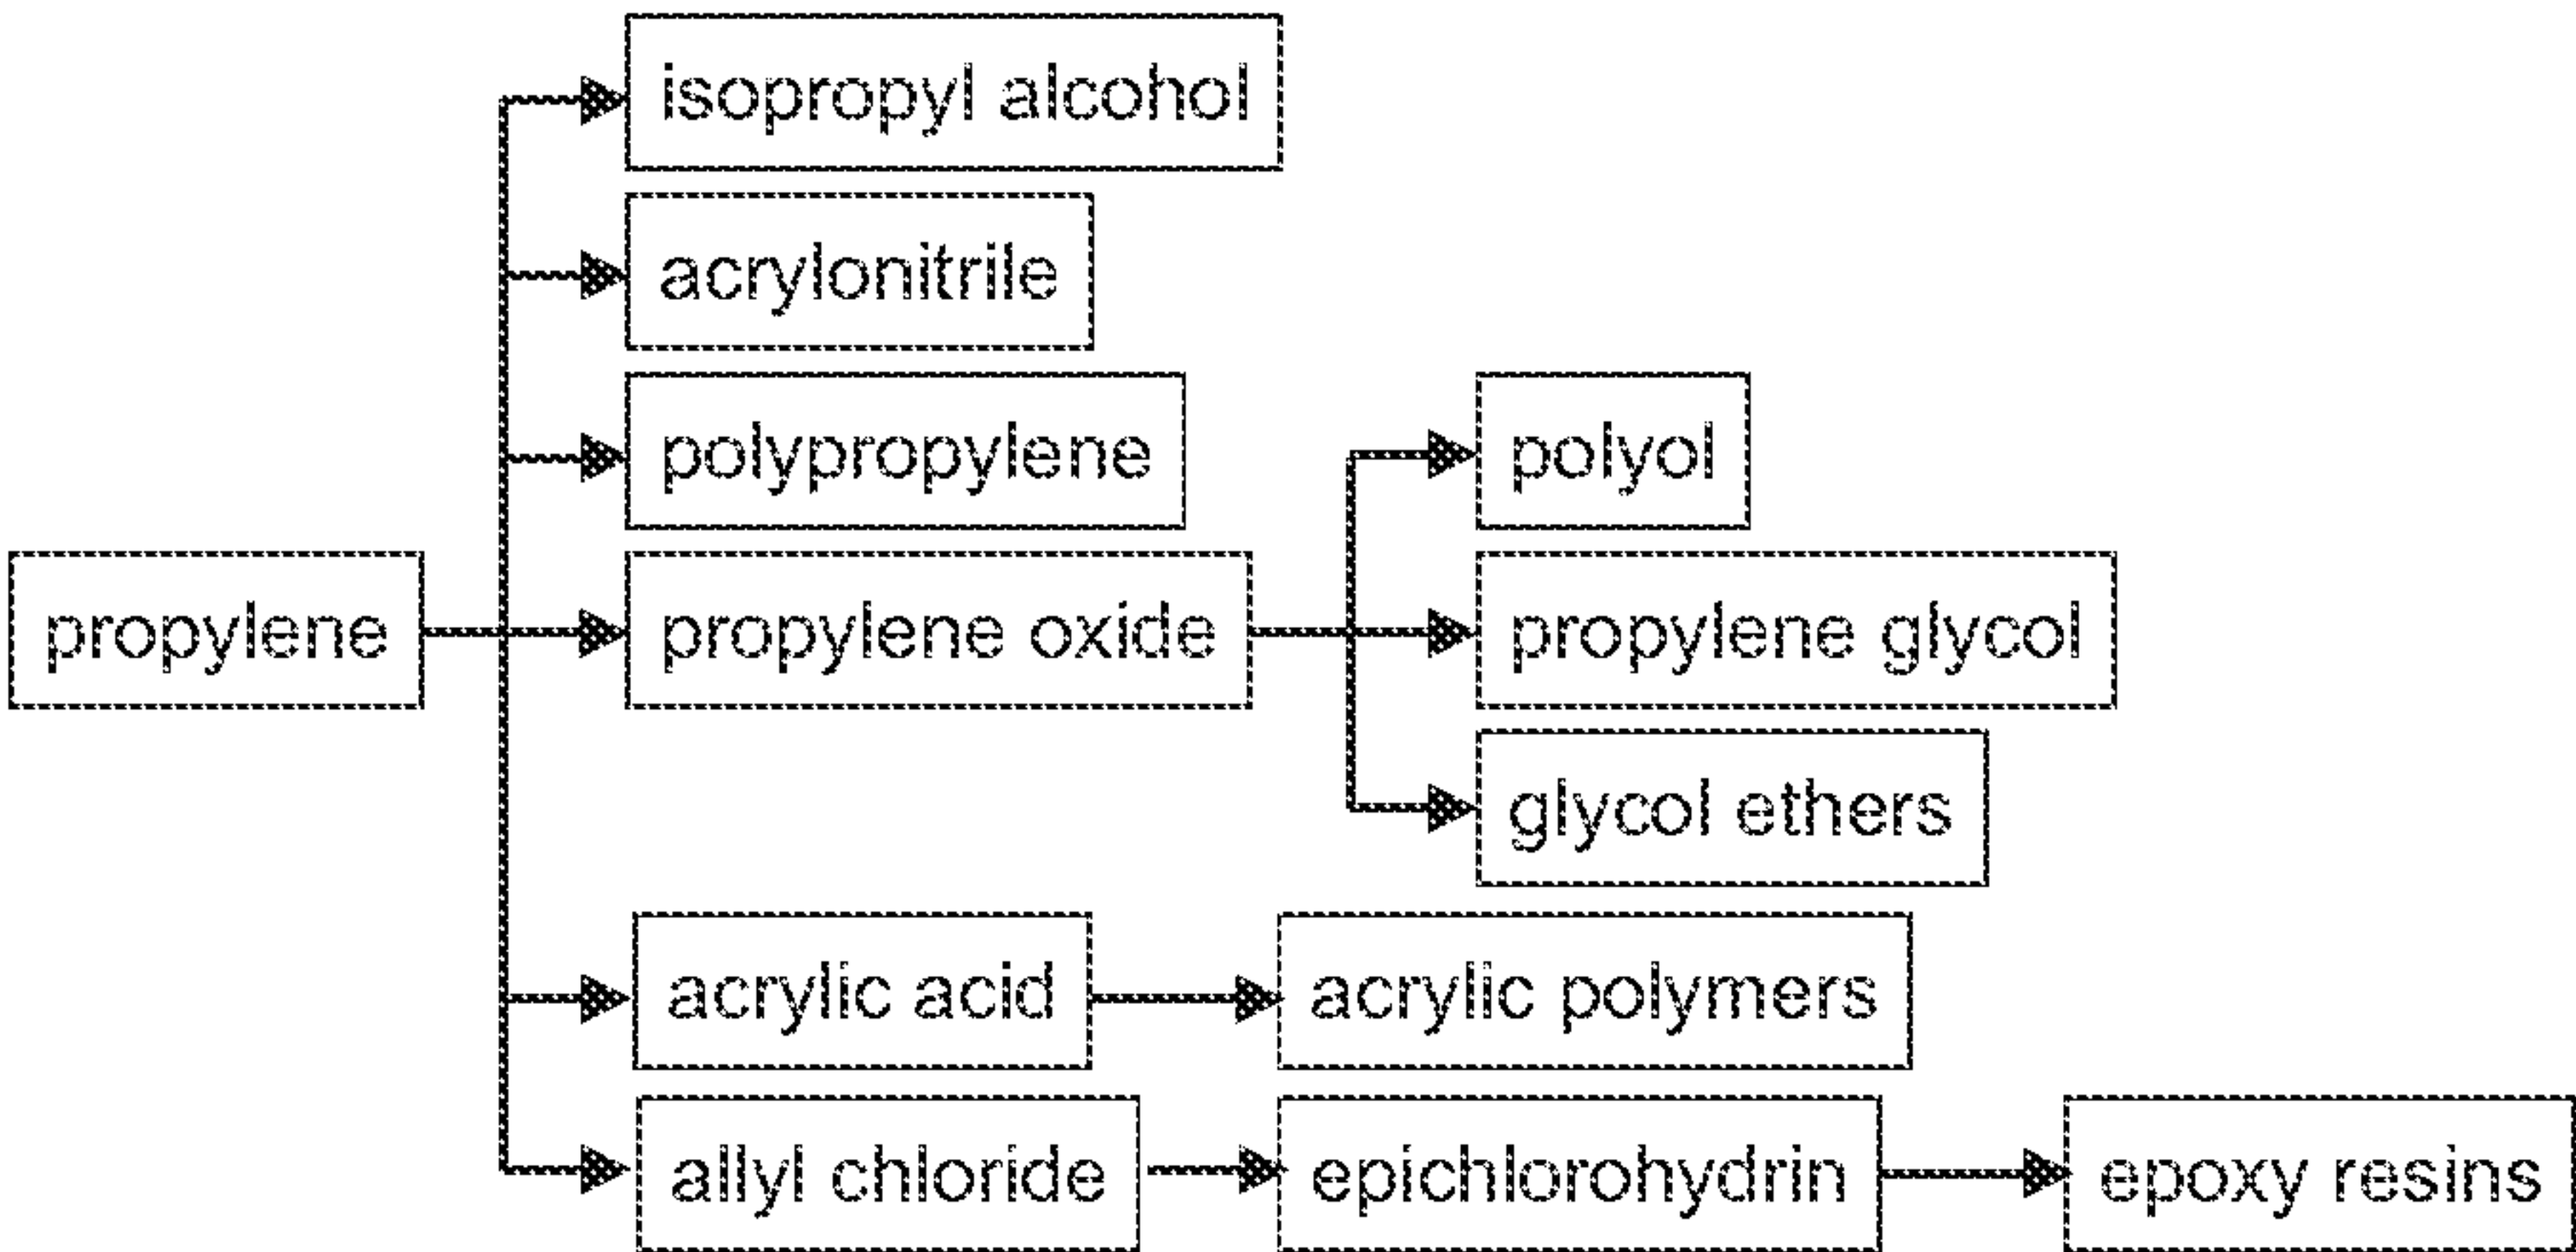 isopropyl alcohol
acrylonitrile
polypropylene
polyol
propylene
propylene oxide
propylene glycol
glycol ethers
acrylic acid
acrylic polymers
allyl chloride
epichlorohydrin
epoxy resins